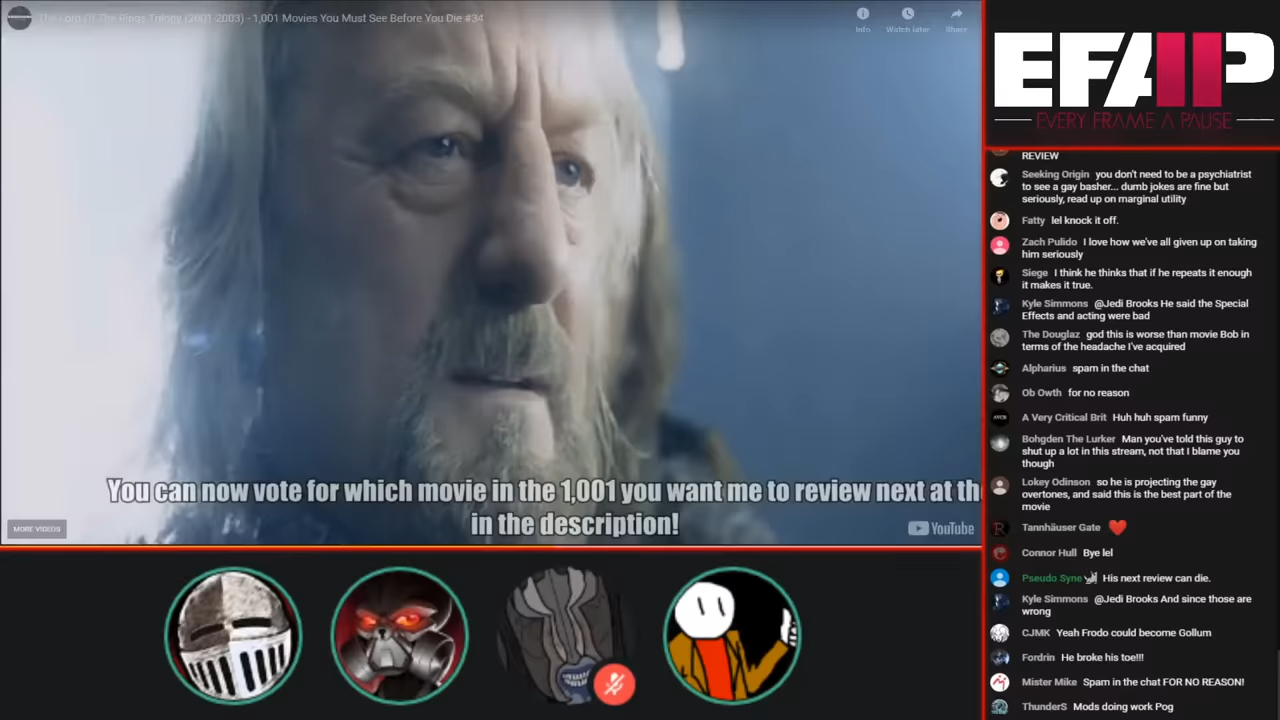 The Lord Of The Rings Trilogy (2001-2003) - 1,001 Movies You Must See Before You Die #34
Info
Watch later
Share
You can now vote for which movie in the 1,001 you want me to review next at th
in the description!
MORE VIDEOS
YouTube
EFAP
EVERY FRAME A PAUSE
REVIEW
Seeking Origin you don't need to be a psychiatrist
to see a gay basher... dumb jokes are fine but
seriously, read up on marginal utility
Fatty lel knock it off.
Zach Pulido I love how we've all given up on taking
him seriously
Siege I think he thinks that if he repeats it enough
it makes it true.
Kyle Simmons @Jedi Brooks He said the Special
Effects and acting were bad
The Douglaz god this is worse than movie Bob in
terms of the headache I've acquired
Alpharius spam in the chat
Ob Owth for no reason
A Very Critical Brit Huh huh spam funny
Bohgden The Lurker Man you've told this guy to
shut up a lot in this stream, not that I blame you
though
Lokey Odinson so he is projecting the gay
overtones, and said this is the best part of the
movie
Tannhäuser Gate ❤
Connor Hull Bye lel
Pseudo Syne His next review can die.
Kyle Simmons @Jedi Brooks And since those are
wrong
CJMK Yeah Frodo could become Gollum
Fordrin He broke his toe!!!
Mister Mike Spam in the chat FOR NO REASON!
ThunderS Mods doing work Pog